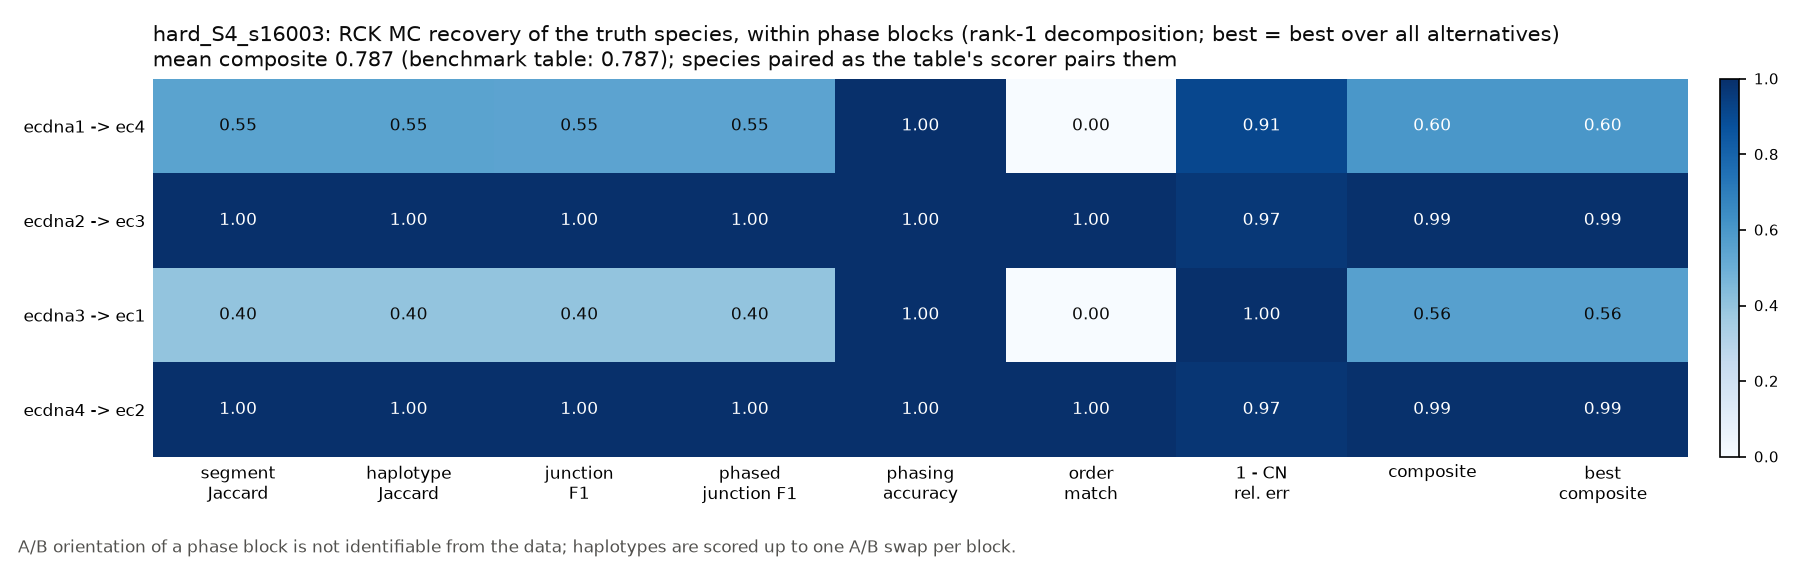 hard_S4_s16003: RCK MC recovery of the truth species, within phase blocks (rank-1 decomposition; best = best over all alternatives)
mean composite 0.787 (benchmark table: 0.787); species paired as the table's scorer pairs them
ecdna1 -> ec4 0.55 0.55 0.55 0.55 1.00 0.00 0.91 0.60 0.60
ecdna2 -> ec3 1.00 1.00 1.00 1.00 1.00 1.00 0.97 0.99 0.99
ecdna3 -> ec1 0.40 0.40 0.40 0.40 1.00 0.00 1.00 0.56 0.56
ecdna4 -> ec2 1.00 1.00 1.00 1.00 1.00 1.00 0.97 0.99 0.99
segment haplotype junction phased phasing order 1 - CN composite best
Jaccard Jaccard F1 junction F1 accuracy match rel. err composite
1.0
0.8
0.6
0.4
0.2
0.0
A/B orientation of a phase block is not identifiable from the data; haplotypes are scored up to one A/B swap per block.